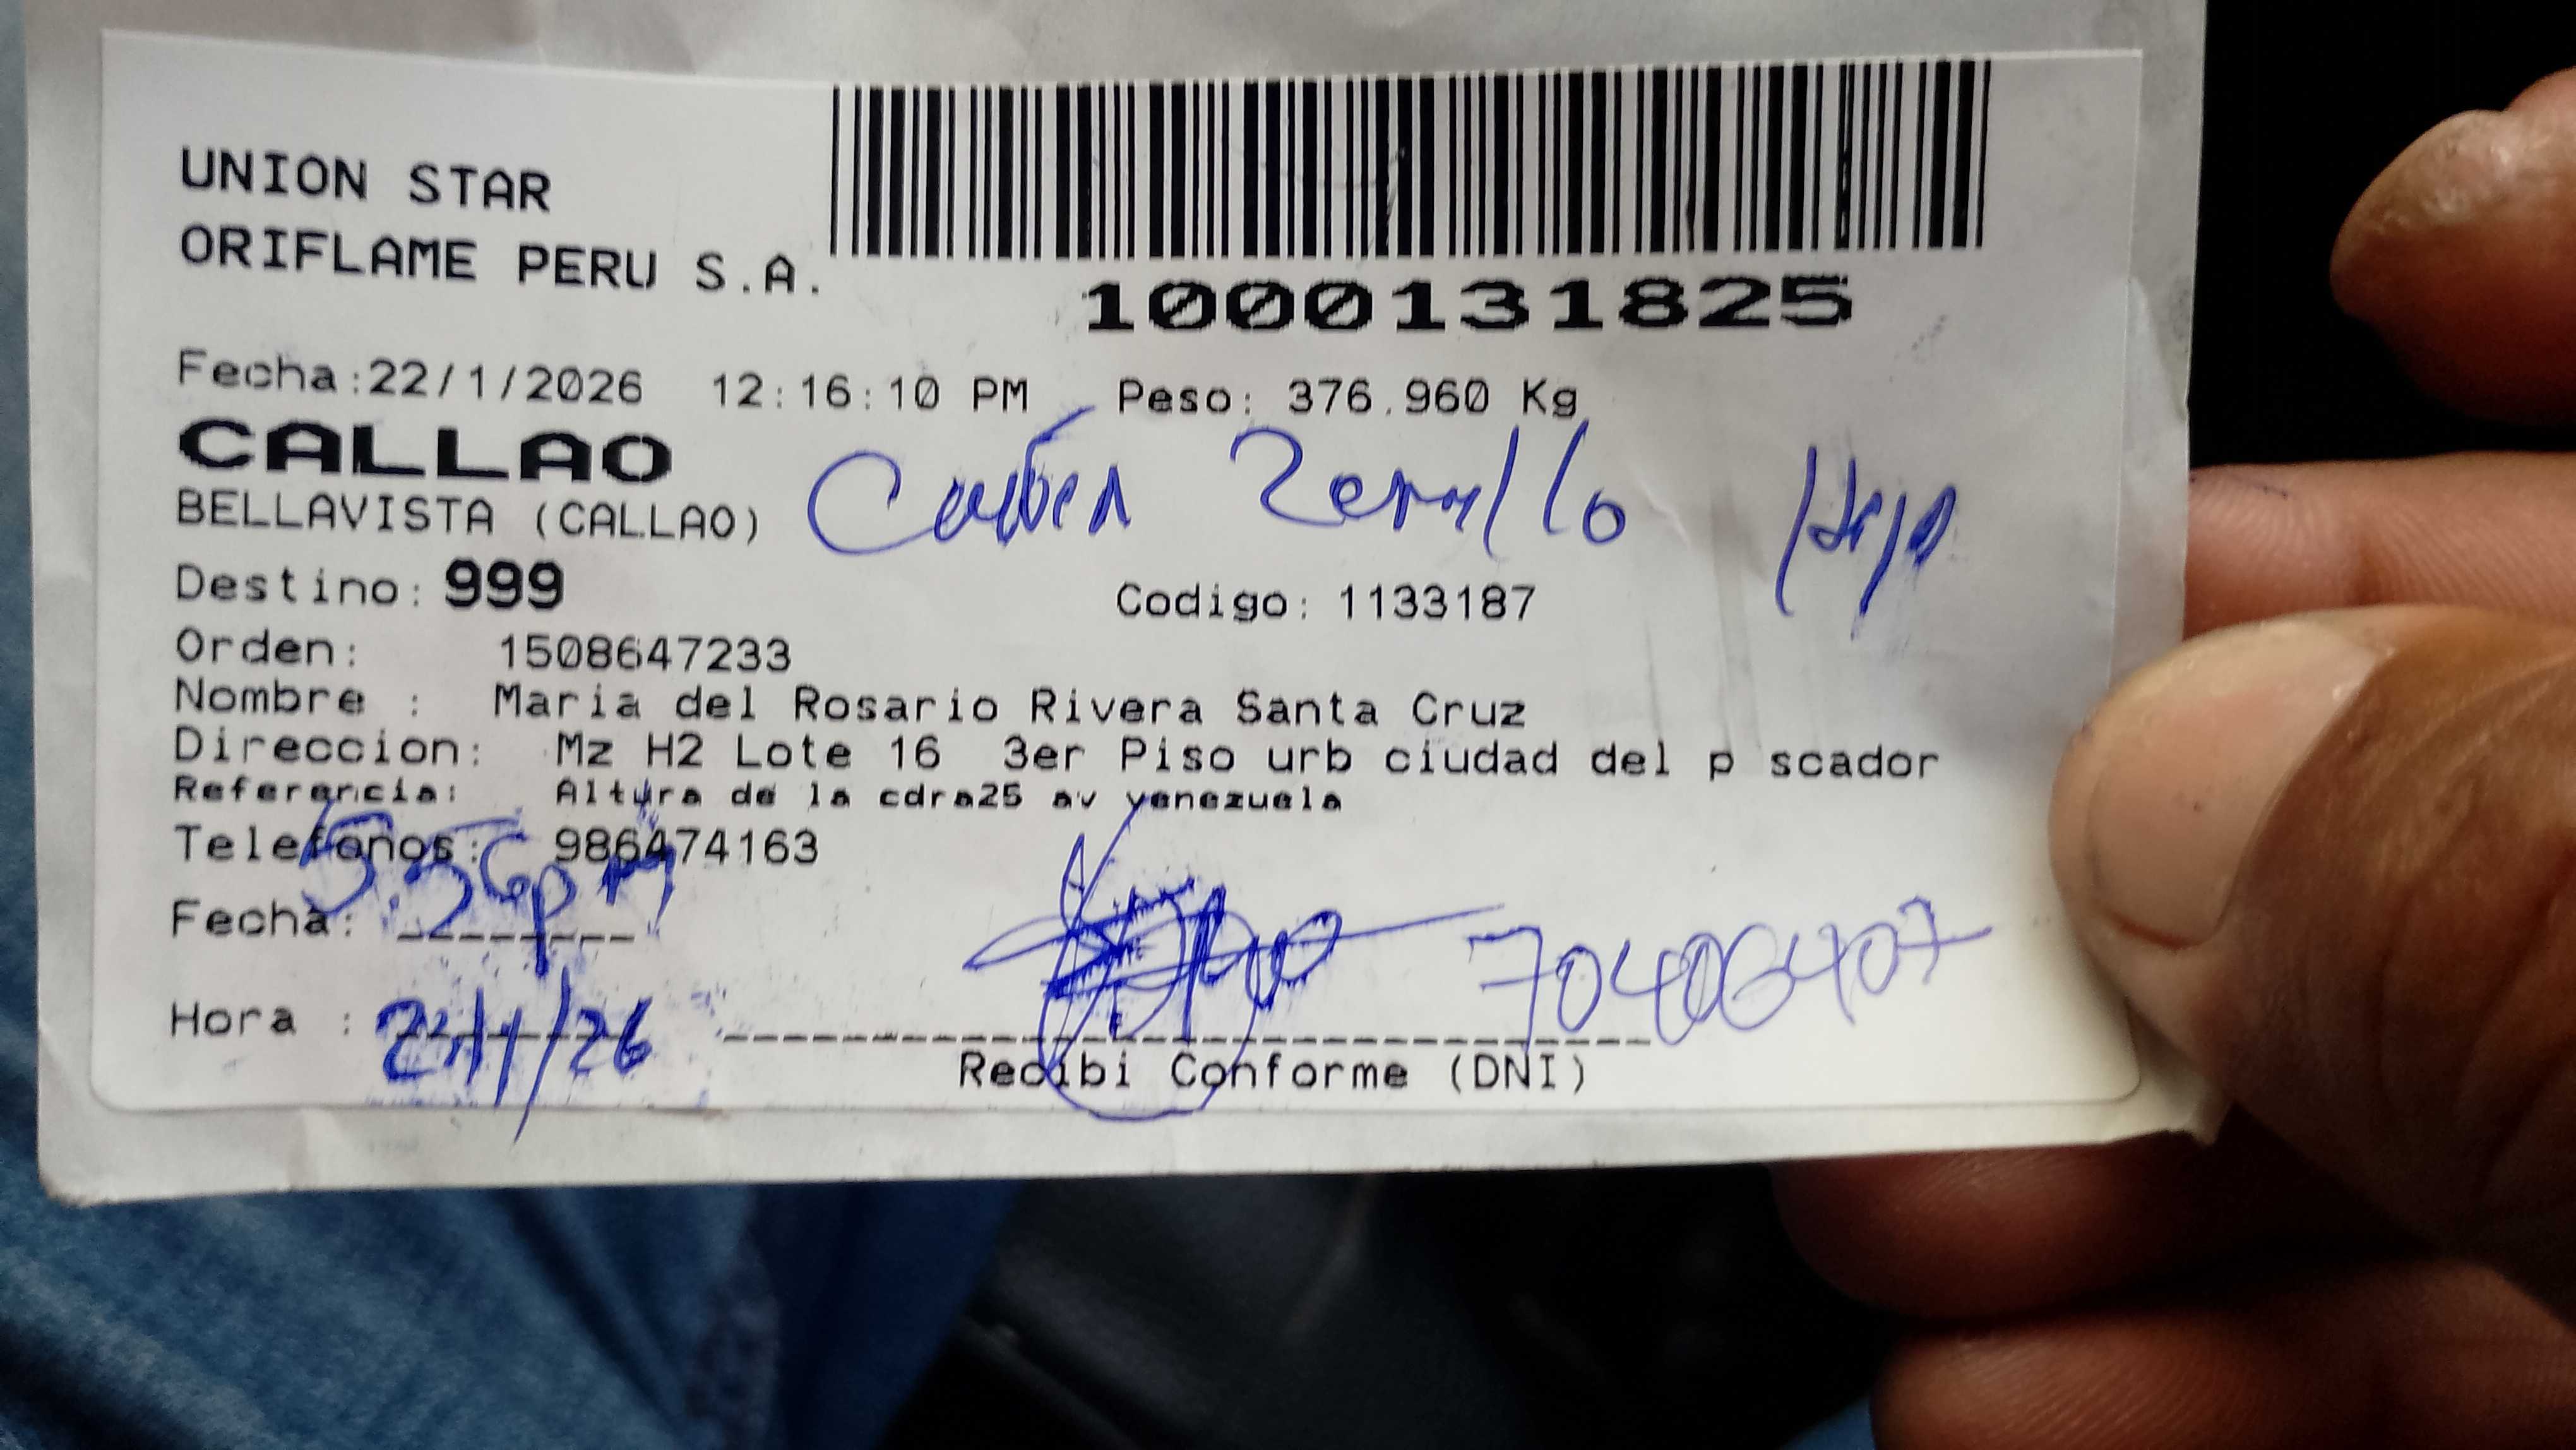 UNION STAR
ORIFLAME PERU S.A.
1000131825
Fecha:22/1/2026 12:16:10 PM Peso: 376.960 Kg
CALLAO
BELLAVISTA (CALLAO)
Destino: 999 Codigo: 1133187
Orden: 1508647233
Nombre : Maria del Rosario Rivera Santa Cruz
Direccion: Mz H2 Lote 16 3er Piso urb ciudad del p scador
Referencia: Altura de la cdra25 av venezuela
Telefonos: 986474163
5:56pm
Fecha:
70406407
Hora : /1/26
Recibi Conforme (DNI)